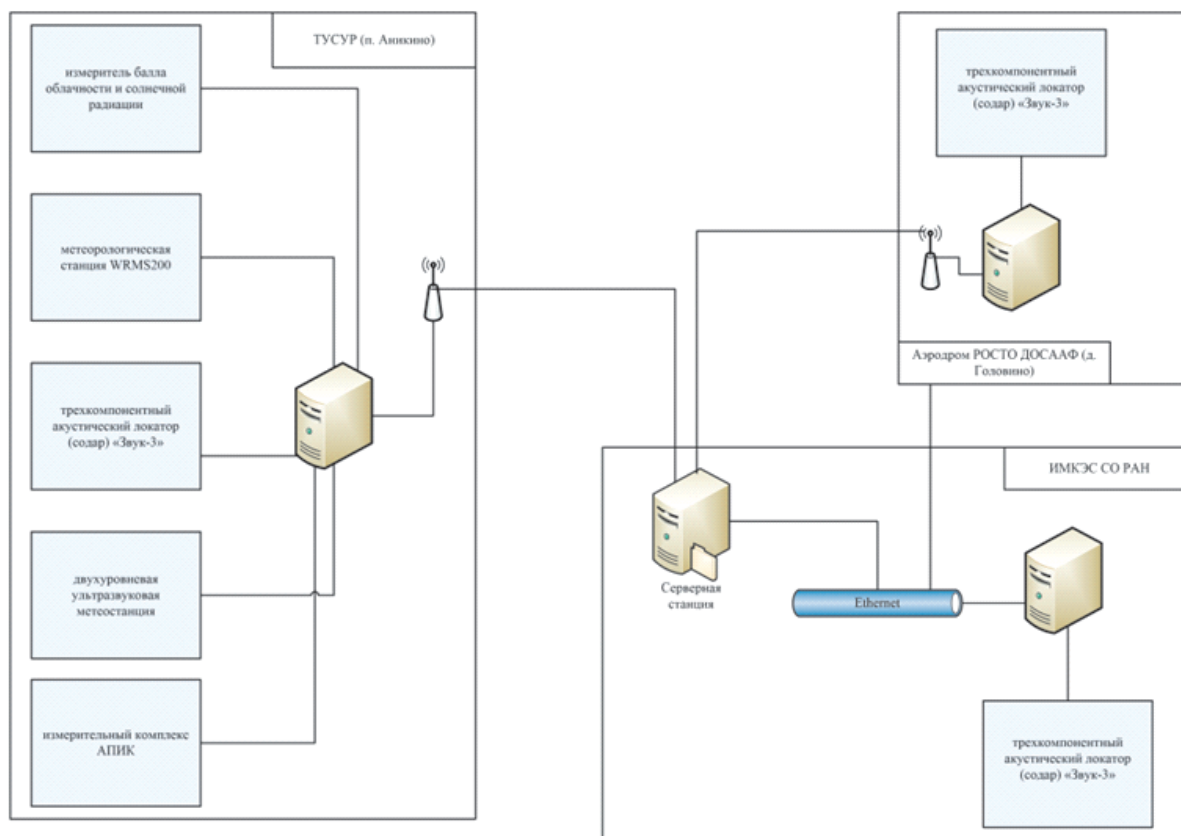 ТУСУР (п. Аникино)
измеритель балла
облачности и солнечной
радиации
метеорологическая
станция WRMS200
трехкомпонентный
акустический локатор
(содар) «Звук-3»
двухуровневая
ультразвуковая
метеостанция
измерительный комплекс
АПИК
трехкомпонентный
акустический локатор
(содар) «Звук-3»
Аэродром РОСТО ДОСААФ (д.
Головино)
ИМКЭС СО РАН
Серверная
станция
Ethernet
трехкомпонентный
акустический локатор
(содар) «Звук-3»